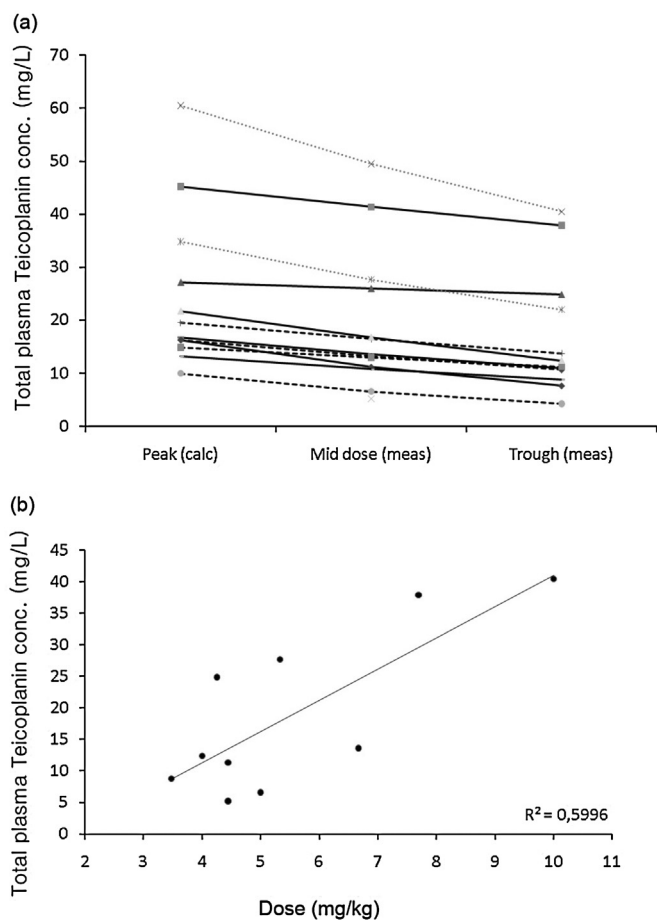 (a)
Total plasma Teicoplanin conc. (mg/L)
70
60
50
40
30
20
10
0
Peak (calc) Mid dose (meas) Trough (meas)
(b)
Total plasma Teicoplanin conc. (mg/L)
45
40
35
30
25
20
15
10
5
0
R² = 0,5996
2 3 4 5 6 7 8 9 10 11
Dose (mg/kg)